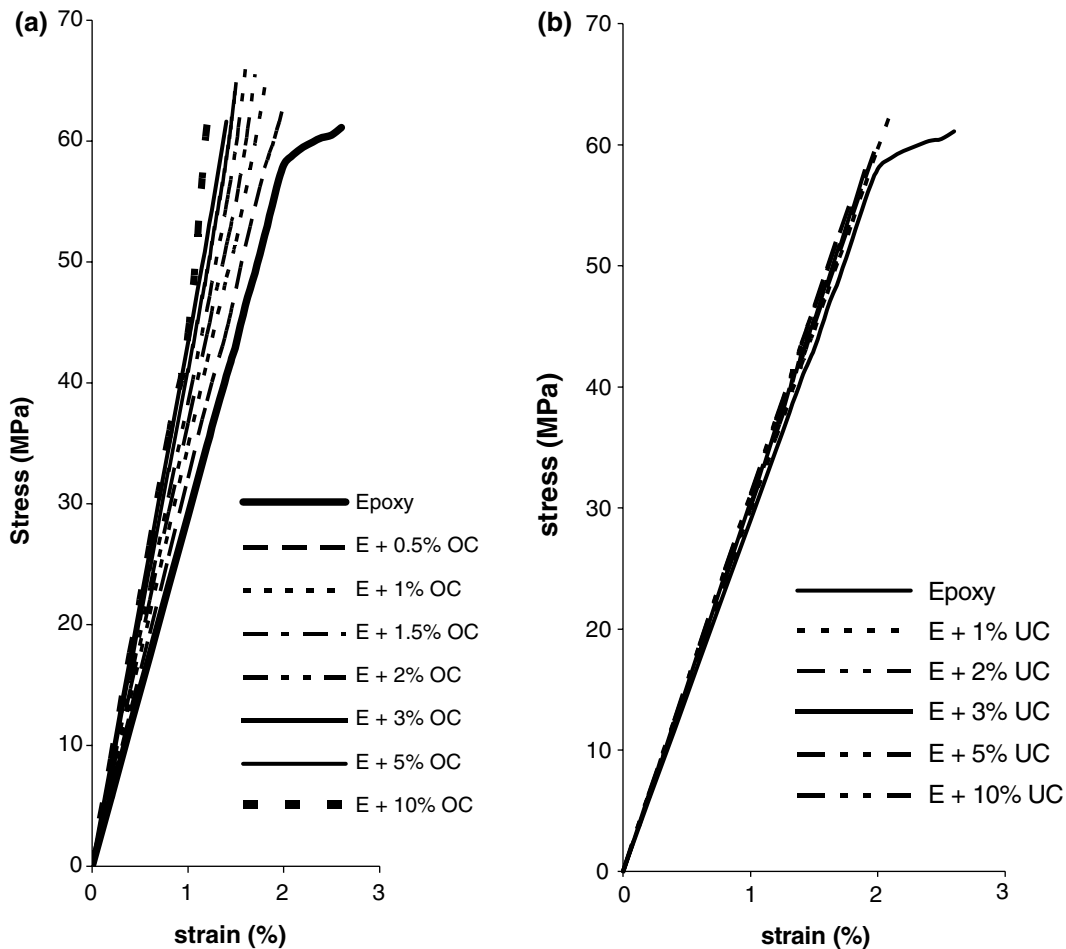 (a)
70
60
50
40
30
20
10
0
Stress (MPa)
0 1 2 3
strain (%)
Epoxy
E + 0.5% OC
E + 1% OC
E + 1.5% OC
E + 2% OC
E + 3% OC
E + 5% OC
E + 10% OC
(b)
70
60
50
40
30
20
10
0
stress (MPa)
0 1 2 3
strain (%)
Epoxy
E + 1% UC
E + 2% UC
E + 3% UC
E + 5% UC
E + 10% UC